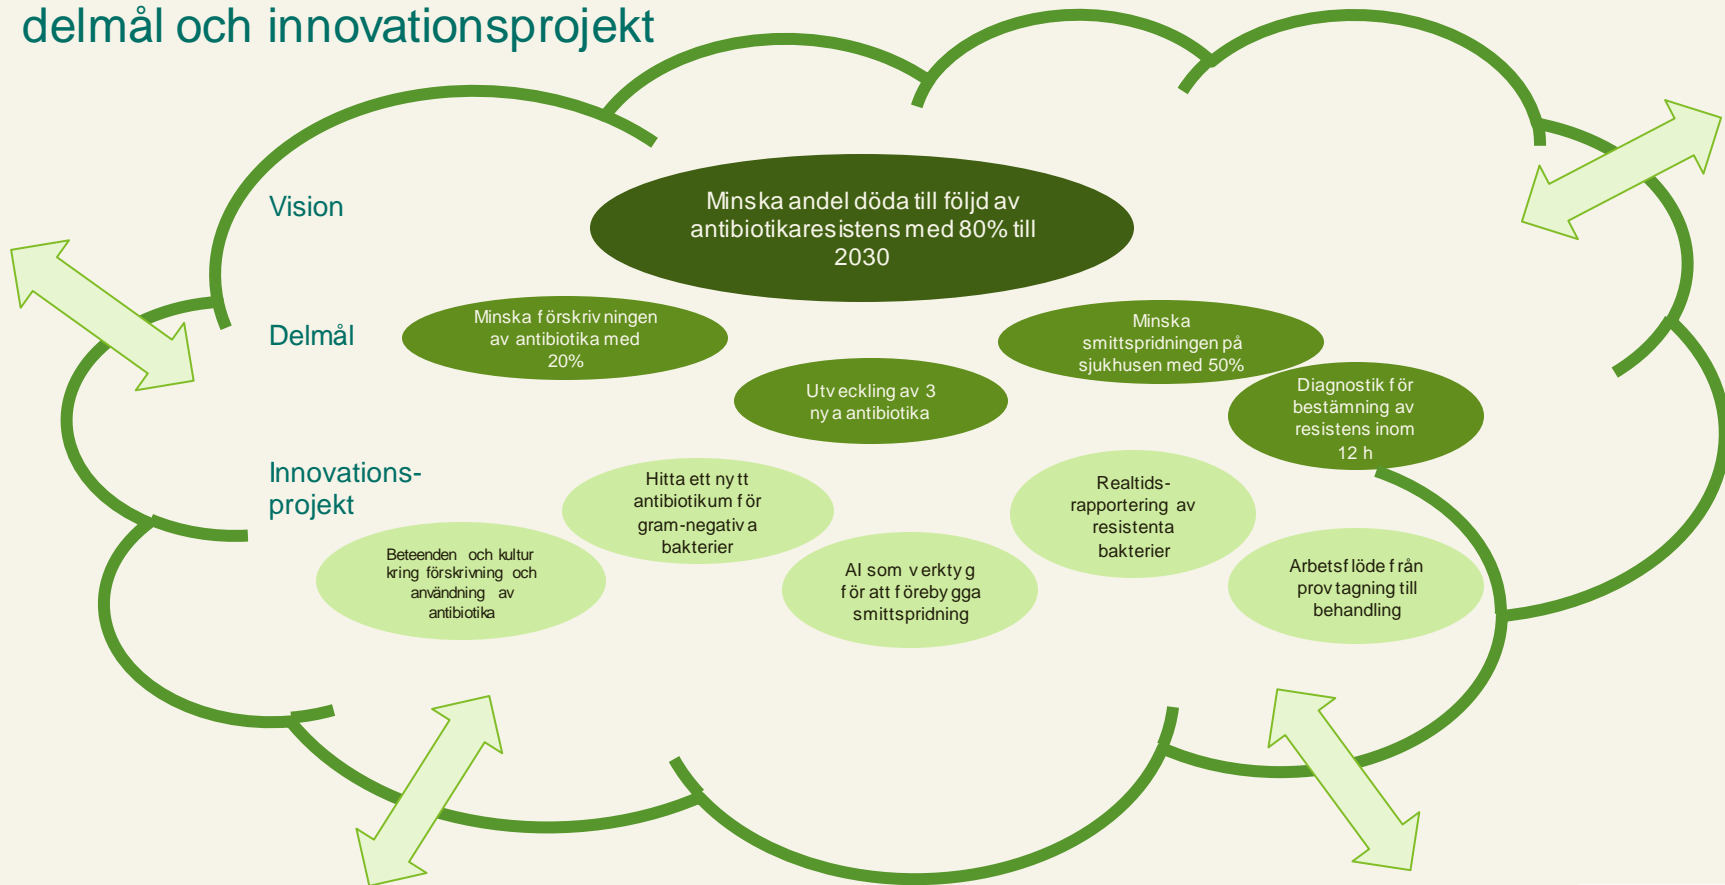 delmål och innovationsprojekt
Vision
Minska andel döda till följd av
antibiotikaresistens med 80% till
2030
Delmål
Minska förskrivningen
av antibiotika med
20%
Utveckling av 3
nya antibiotika
Minska
smittspridningen på
sjukhusen med 50%
Diagnostik för
bestämning av
resistens inom
12 h
Innovations-
projekt
Beteenden och kultur
kring förskrivning och
användning av
antibiotika
Hitta ett nytt
antibiotikum för
gram-negativa
bakterier
AI som verktyg
för att förebygga
smittspridning
Realtids-
rapportering av
resistenta
bakterier
Arbetsflöde från
provtagning till
behandling